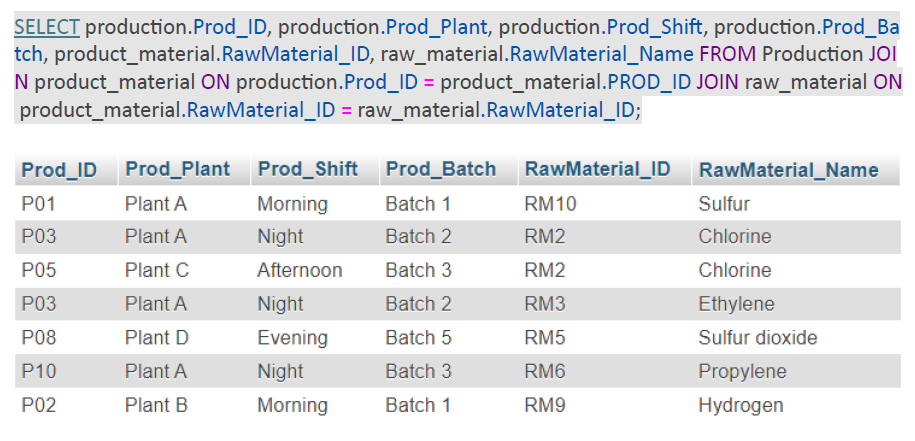 SELECT production.Prod_ID, production.Prod_Plant, production.Prod_Shift, production.Prod_Ba
tch, product_material.RawMaterial_ID, raw_material.RawMaterial_Name FROM Production JOI
N product_material ON production.Prod_ID = product_material.PROD_ID JOIN raw_material ON
product_material.RawMaterial_ID = raw_material.RawMaterial_ID;
Prod_ID Prod_Plant Prod_Shift Prod_Batch RawMaterial_ID RawMaterial_Name
P01 Plant A Morning Batch 1 RM10 Sulfur
P03 Plant A Night Batch 2 RM2 Chlorine
P05 Plant C Afternoon Batch 3 RM2 Chlorine
P03 Plant A Night Batch 2 RM3 Ethylene
P08 Plant D Evening Batch 5 RM5 Sulfur dioxide
P10 Plant A Night Batch 3 RM6 Propylene
P02 Plant B Morning Batch 1 RM9 Hydrogen